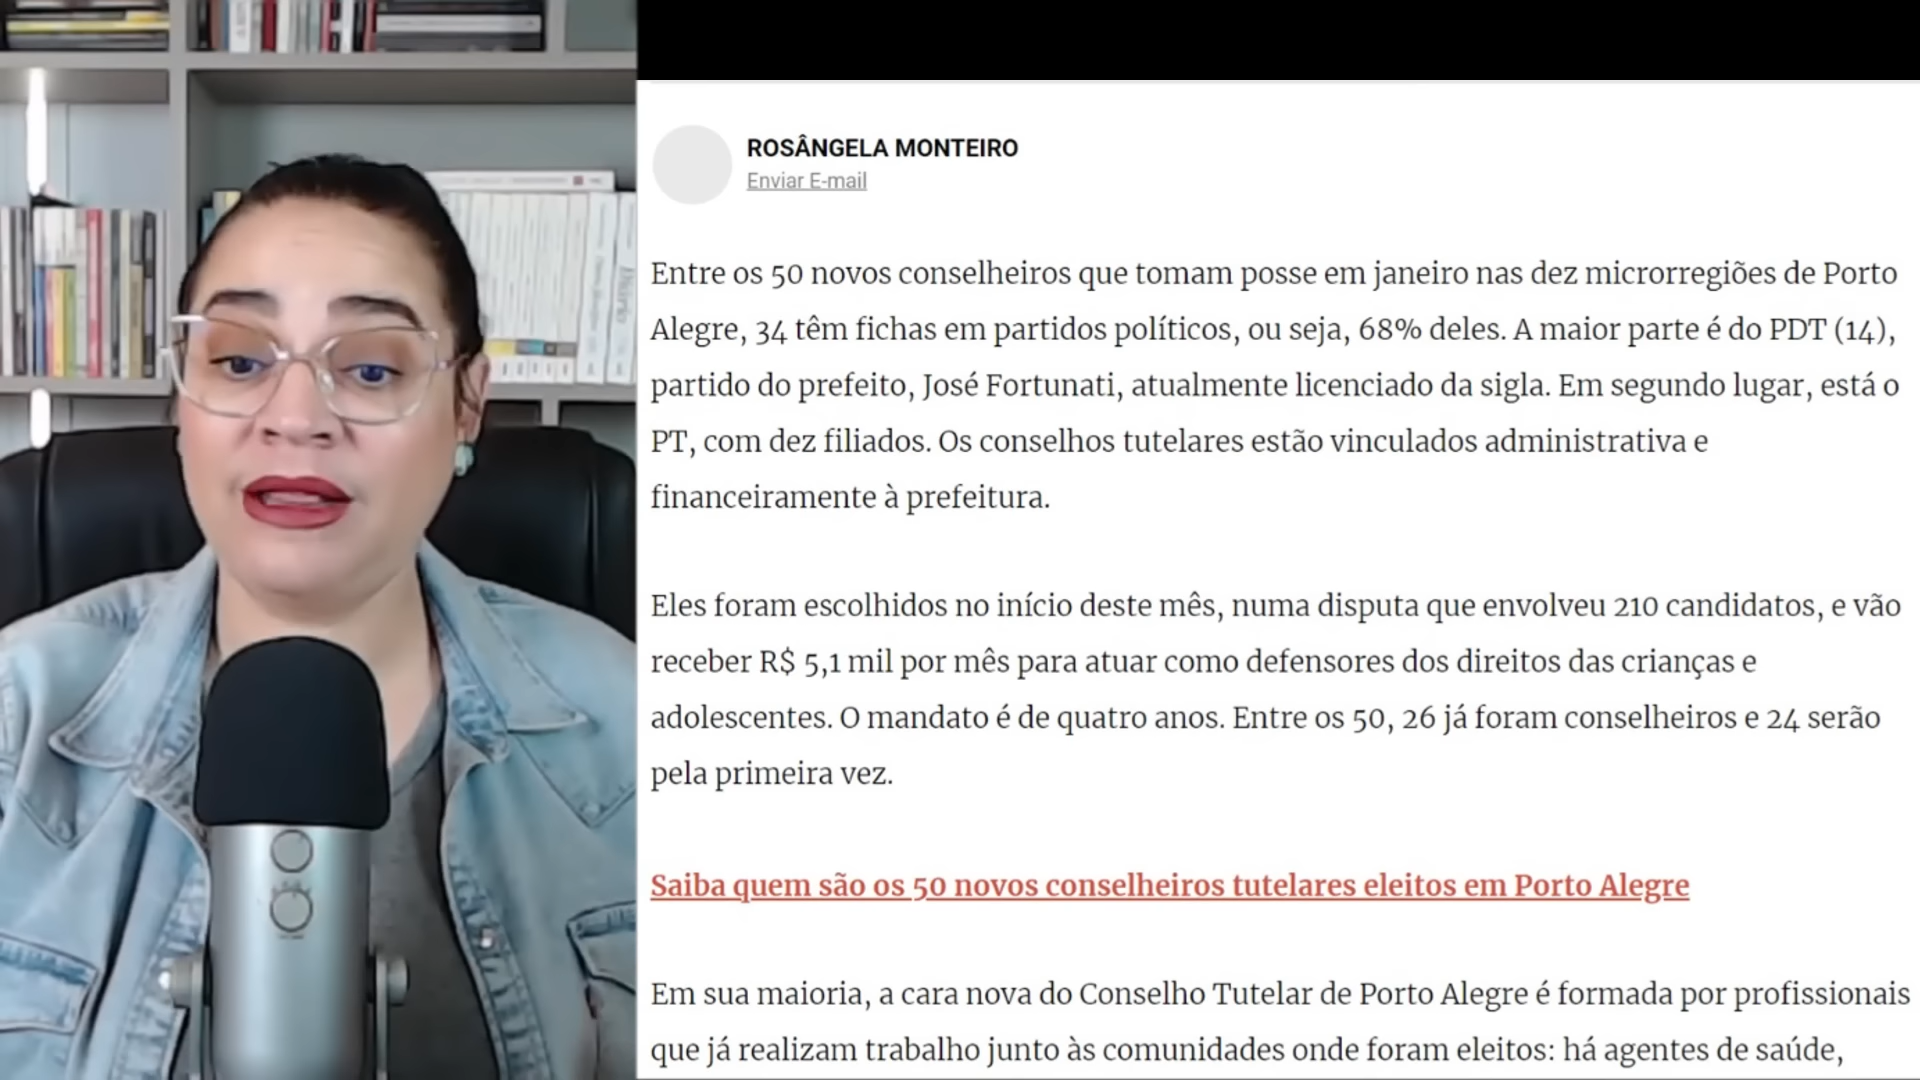 ROSÂNGELA MONTEIRO
Enviar E-mail
Entre os 50 novos conselheiros que tomam posse em janeiro nas dez microrregiões de Porto
Alegre, 34 têm fichas em partidos políticos, ou seja, 68% deles. A maior parte é do PDT (14),
partido do prefeito, José Fortunati, atualmente licenciado da sigla. Em segundo lugar, está o
PT, com dez filiados. Os conselhos tutelares estão vinculados administrativa e
financeiramente à prefeitura.
Eles foram escolhidos no início deste mês, numa disputa que envolveu 210 candidatos, e vão
receber R$ 5,1 mil por mês para atuar como defensores dos direitos das crianças e
adolescentes. O mandato é de quatro anos. Entre os 50, 26 já foram conselheiros e 24 serão
pela primeira vez.
Saiba quem são os 50 novos conselheiros tutelares eleitos em Porto Alegre
Em sua maioria, a cara nova do Conselho Tutelar de Porto Alegre é formada por profissionais
que já realizam trabalho junto às comunidades onde foram eleitos: há agentes de saúde,